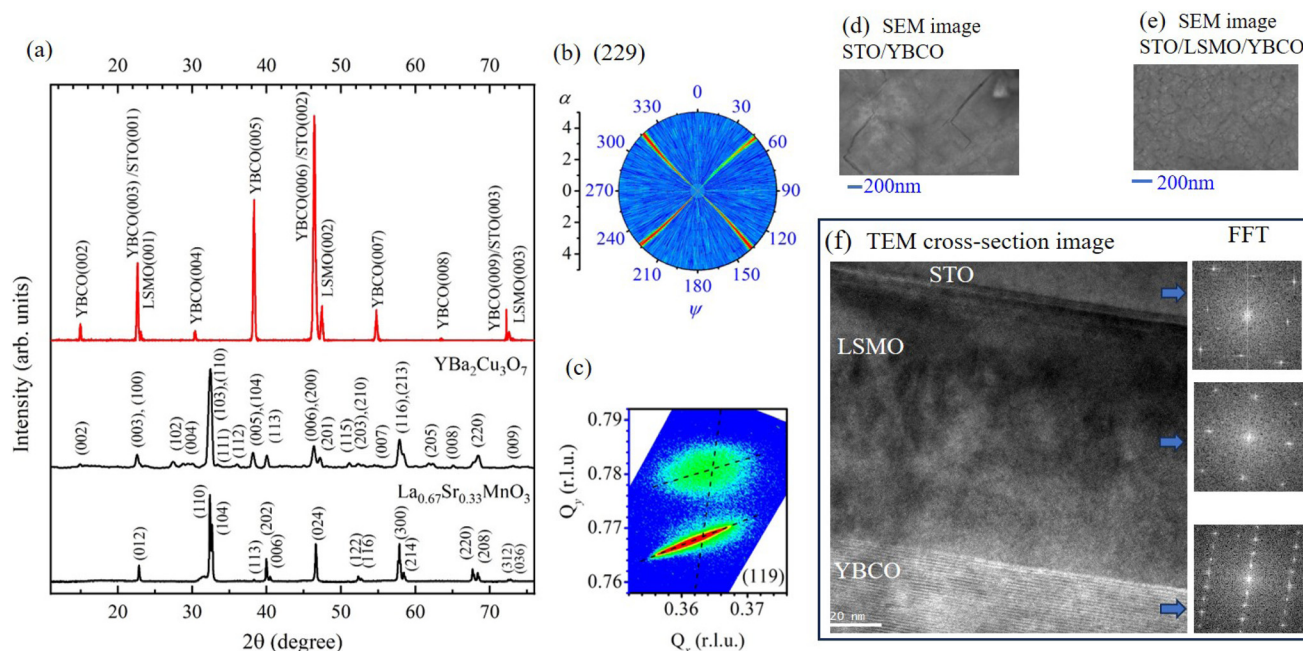 (a)
20 30 40 50 60 70
YBCO(002)
YBCO(003) /STO(001)
LSMO(001)
YBCO(004)
YBCO(005)
YBCO(006) /STO(002)
LSMO(002)
YBCO(007)
YBCO(008)
YBCO(009)/STO(003)
LSMO(003)
YBa2Cu3O7
(002)
(003), (100)
(102)
(004)
(103),(110)
(111)
(112)
(005),(104)
(113)
(006),(200)
(201)
(115)
(203),(210)
(007)
(116),(213)
(205)
(008)
(220)
(009)
La0.67Sr0.33MnO3
(012)
(110)
(104)
(113)
(202)
(006)
(024)
(122)
(116)
(300)
(214)
(220)
(208)
(312)
(036)
20 30 40 50 60 70
2θ (degree)
Intensity (arb. units)
(b) (229)
α
4
2
0
2
4
0
30
60
90
120
150
180
210
240
270
300
330
ψ
(c)
0.79
0.78
0.77
0.76
Qy (r.l.u.)
(119)
0.36 0.37
Qx (r.l.u.)
(d) SEM image
STO/YBCO
200nm
(e) SEM image
STO/LSMO/YBCO
200nm
(f) TEM cross-section image
FFT
STO
LSMO
YBCO
20 nm